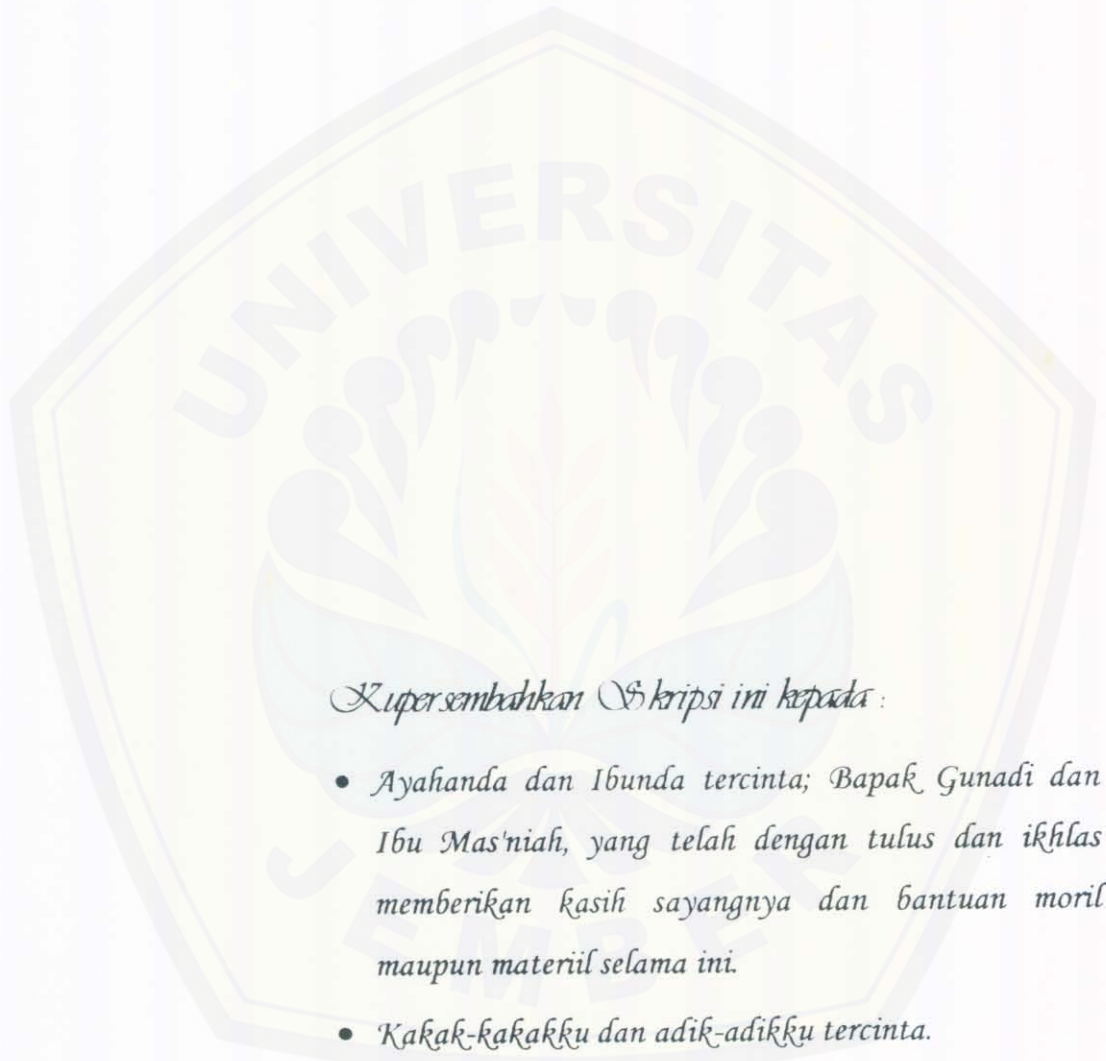 UNIVERSITAS
JEMBER
Kupersembahkan Skripsi ini kepada :
• Ayahanda dan Ibunda tercinta; Bapak Gunadi dan
Ibu Mas'niah, yang telah dengan tulus dan ikhlas
memberikan kasih sayangnya dan bantuan moril
maupun materiil selama ini.
• Kakak-kakakku dan adik-adikku tercinta.